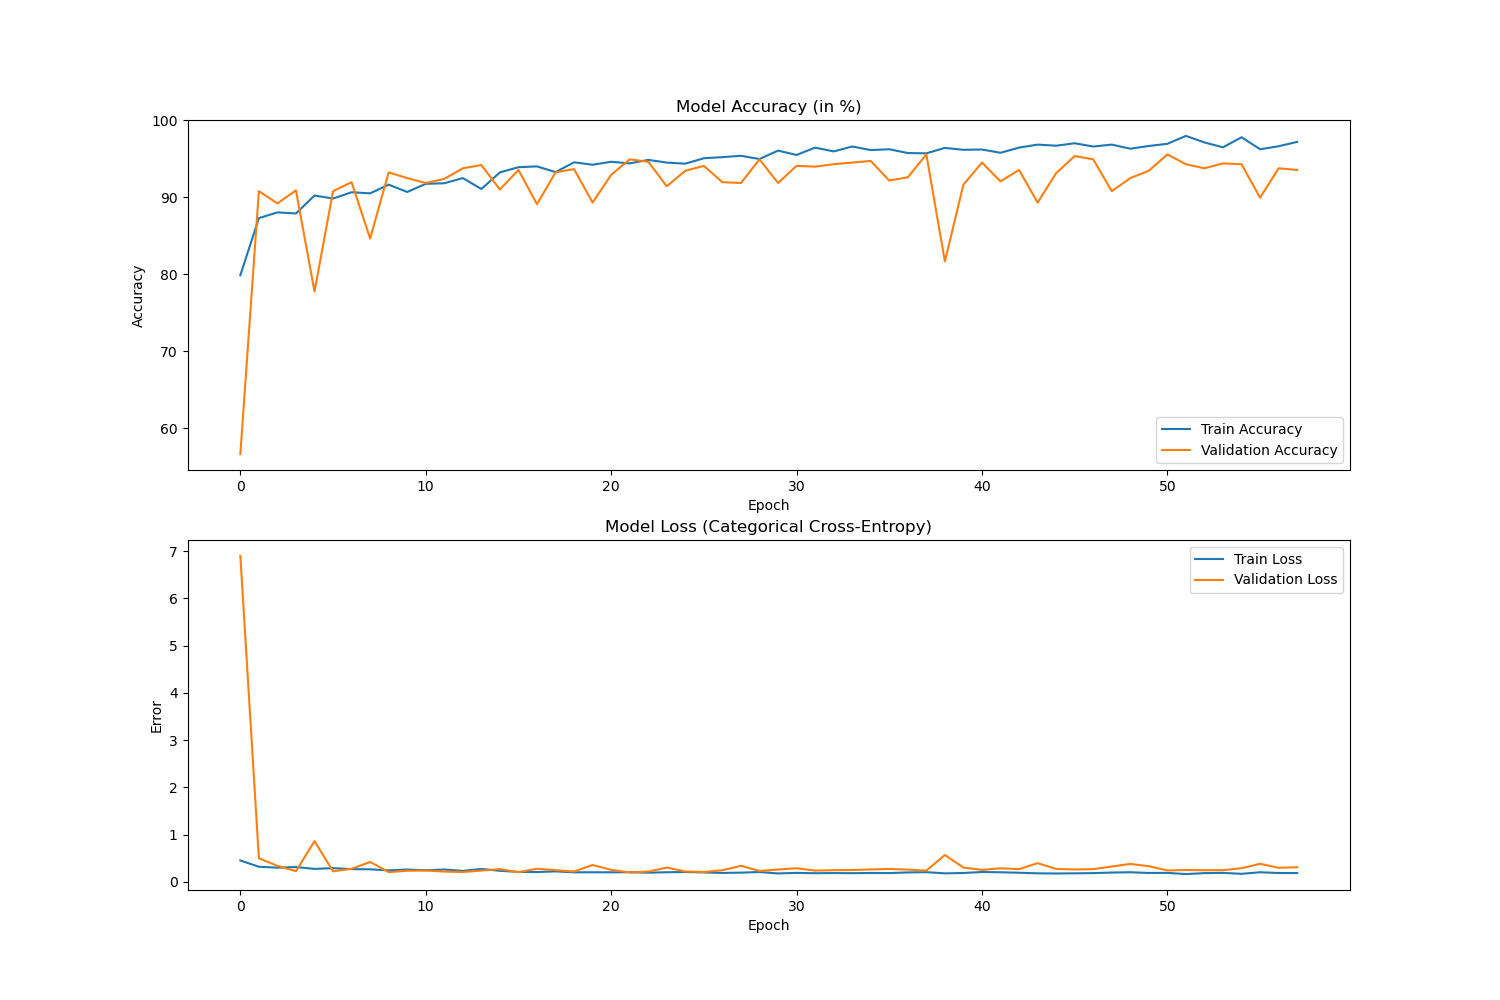 Model Accuracy (in %)
100
90
80
70
60
Accuracy
Train Accuracy
Validation Accuracy
0 10 20 30 40 50
Epoch
Model Loss (Categorical Cross-Entropy)
7
6
5
4
3
2
1
0
Error
Train Loss
Validation Loss
0 10 20 30 40 50
Epoch